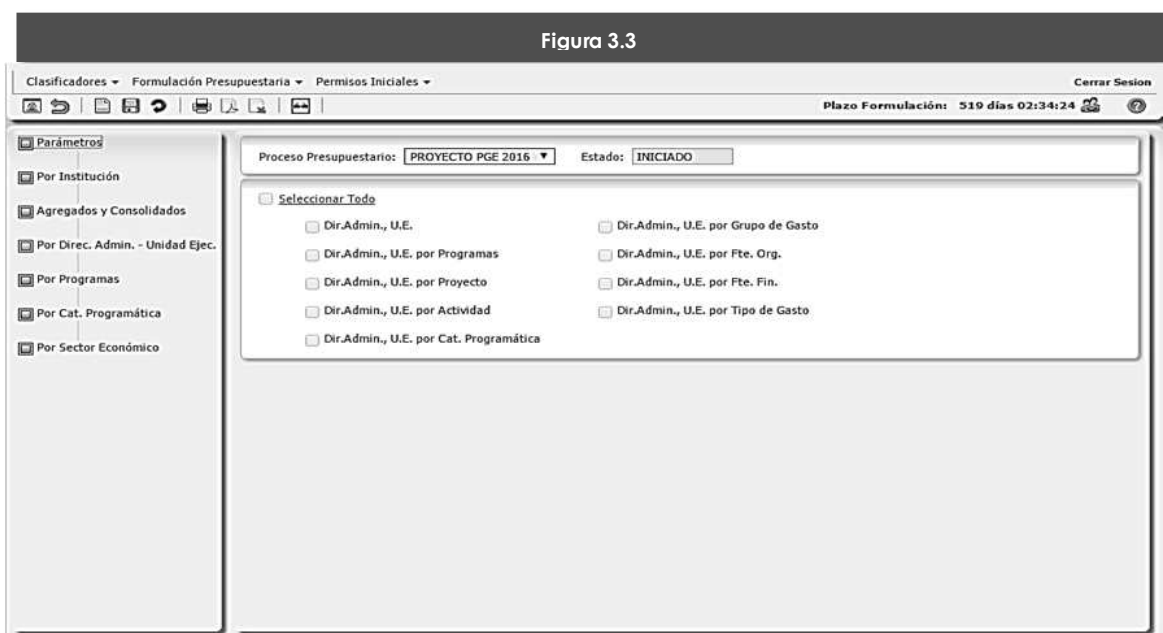 Figura 3.3
Clasificadores Formulación Presupuestaria Permisos Iniciales
Cerrar Sesion
Plazo Formulación: 519 días 02:34:24
Parámetros
Por Institución
Agregados y Consolidados
Por Direc. Admin. - Unidad Ejec.
Por Programas
Por Cat. Programática
Por Sector Económico
Proceso Presupuestario: PROYECTO PGE 2016 Estado: INICIADO
Seleccionar Todo
Dir.Admin., U.E. Dir.Admin., U.E. por Grupo de Gasto
Dir.Admin., U.E. por Programas Dir.Admin., U.E. por Fte. Org.
Dir.Admin., U.E. por Proyecto Dir.Admin., U.E. por Fte. Fin.
Dir.Admin., U.E. por Actividad Dir.Admin., U.E. por Tipo de Gasto
Dir.Admin., U.E. por Cat. Programática